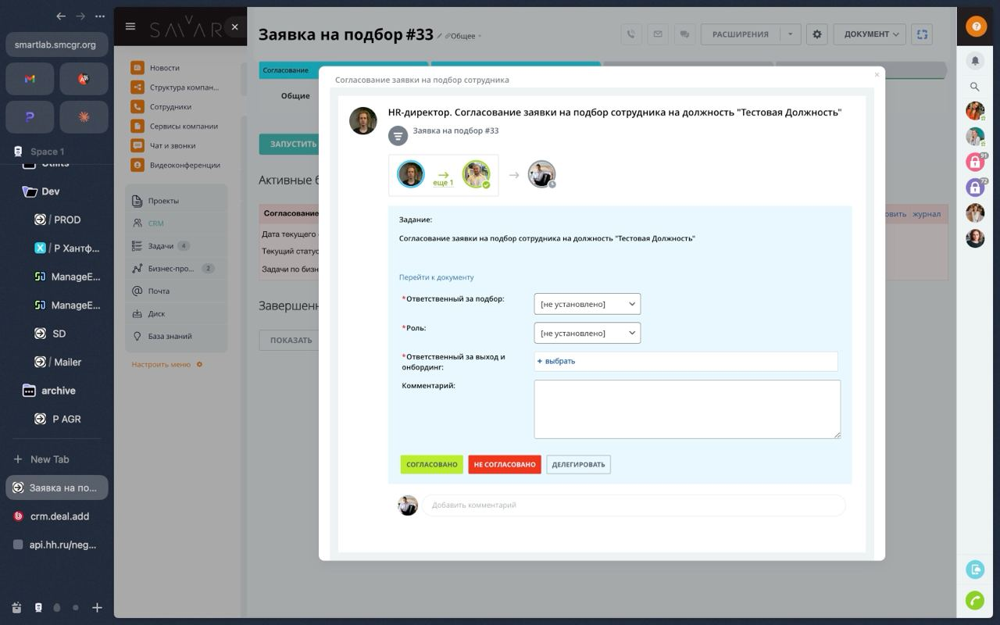 smartlab.smcgr.org
Space 1
Utilits
Dev
/ PROD
/ Р Хантф...
ManageE...
ManageE...
SD
/ Mailer
archive
P AGR
New Tab
Заявка на по...
crm.deal.add
api.hh.ru/neg...
SAVAR
Новости
Структура компан...
Сотрудники
Сервисы компании
Чат и звонки
Видеоконференции
Проекты
CRM
Задачи 4
Бизнес-про... 2
Почта
Диск
База знаний
Настроить меню
Заявка на подбор #33
Общее
РАСШИРЕНИЯ
ДОКУМЕНТ
Согласование
Общие
ЗАПУСТИТЬ
Активные б
Согласование
овить журнал
Дата текущего
Текущий статус
Задачи по бизн
Завершенн
ПОКАЗАТЬ
Согласование заявки на подбор сотрудника
HR-директор. Согласование заявки на подбор сотрудника на должность "Тестовая Должность"
Заявка на подбор #33
еще 1
Задание:
Согласование заявки на подбор сотрудника на должность "Тестовая Должность"
Перейти к документу
*Ответственный за подбор:
[не установлено]
*Роль:
[не установлено]
*Ответственный за выход и
онбординг:
+ выбрать
Комментарий:
СОГЛАСОВАНО
НЕ СОГЛАСОВАНО
ДЕЛЕГИРОВАТЬ
Добавить комментарий
91
72